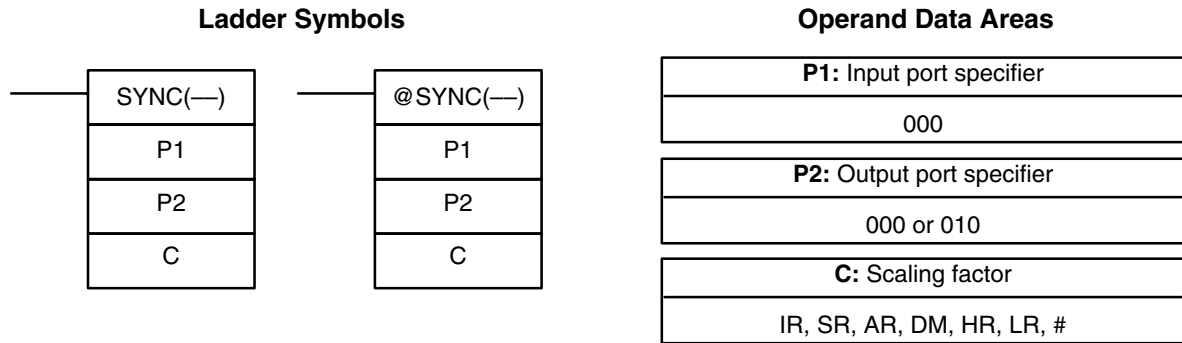 Ladder Symbols
SYNC(––)
P1
P2
C
@SYNC(––)
P1
P2
C
Operand Data Areas
P1: Input port specifier
000
P2: Output port specifier
000 or 010
C: Scaling factor
IR, SR, AR, DM, HR, LR, #